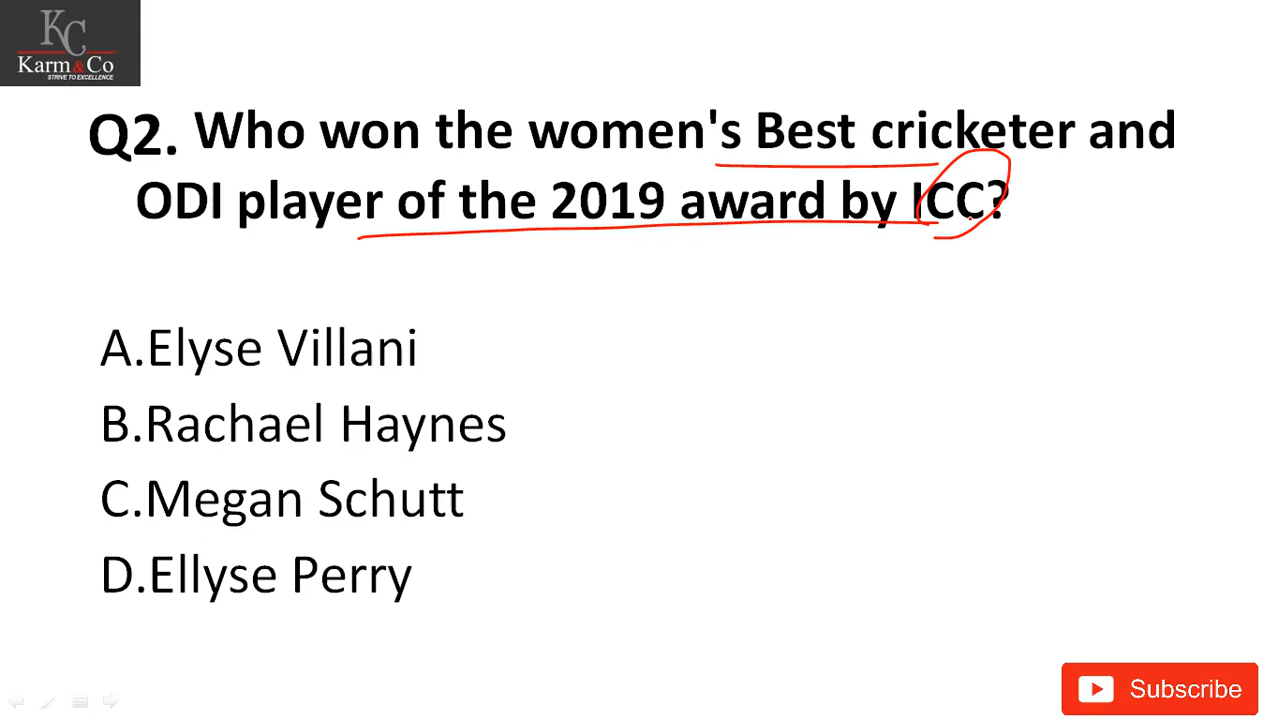 KC
Karm&Co
STRIVE TO EXCELLENCE
Q2. Who won the women's Best cricketer and
ODI player of the 2019 award by ICC?
A.Elyse Villani
B.Rachael Haynes
C.Megan Schutt
D.Ellyse Perry
Subscribe